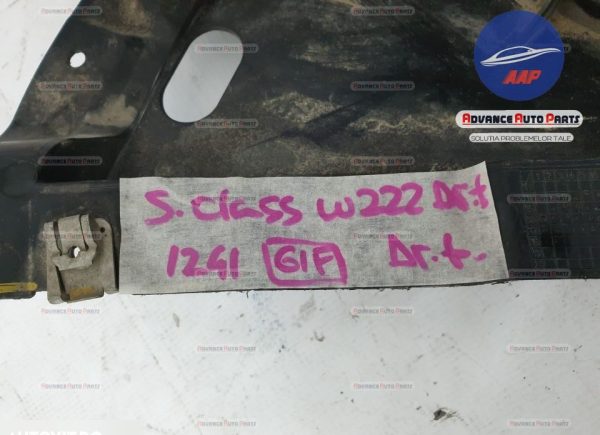 AAP
ADVANCE AUTO PARTS
SOLUTIA PROBLEMELOR TALE
S. Class W222 Dr.t
1241 G1F Dr.t.